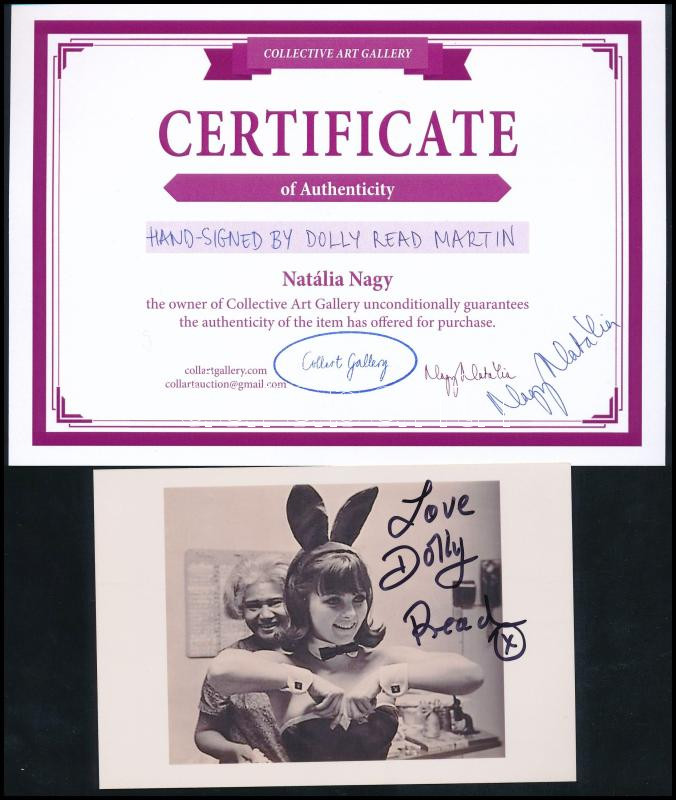 COLLECTIVE ART GALLERY
CERTIFICATE
of Authenticity
HAND-SIGNED BY DOLLY READ MARTIN
Natália Nagy
the owner of Collective Art Gallery unconditionally guarantees
the authenticity of the item has offered for purchase.
collartgallery.com
collartauction@gmail.com
Collart Gallery
Nagy Natália
Nagy Natália
Love
Dolly
Read
X